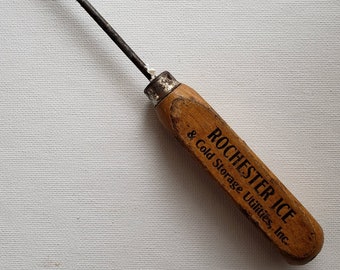 ROCHESTER ICE
& Cold Storage Utilities, Inc.